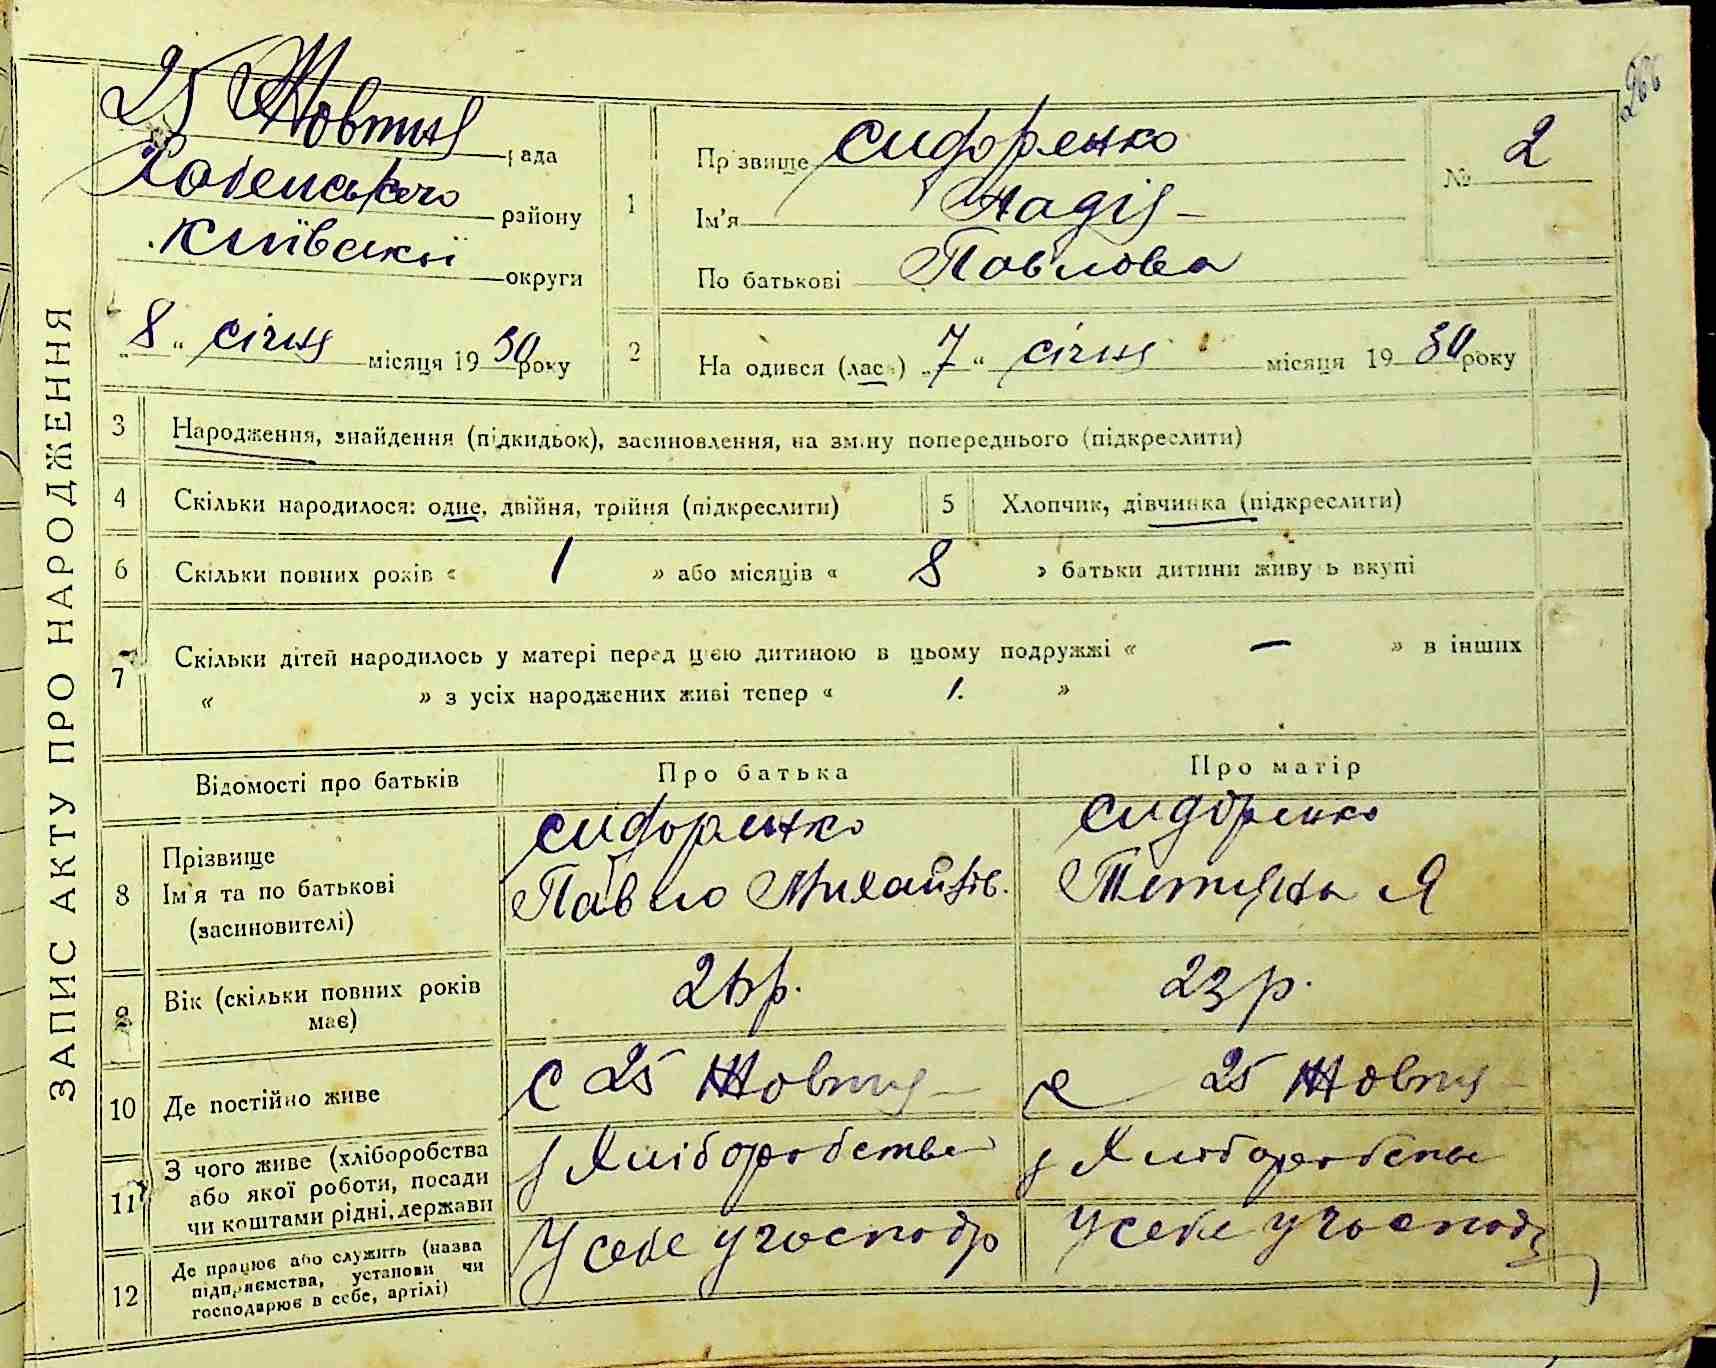 266
ЗАПИС АКТУ ПРО НАРОДЖЕННЯ
25 Жовтня рада
району
Київської округи
„8“ січня місяця 1930 року
1
Прізвище Сидоренко
Ім'я Надія
По батькові Павлова
№ 2
2
На одився (лась) „7“ січня місяця 1930 року
3 Народження, знайдення (підкидьок), засиновлення, на зміну попереднього (підкреслити)
4 Скільки народилося: одне, двійня, трійня (підкреслити)
5 Хлопчик, дівчинка (підкреслити)
6 Скільки повних років « 1 » або місяців « 8 » батьки дитини живуть вкупі
7 Скільки дітей народилось у матері перед цією дитиною в цьому подружжі « — » в інших
« » з усіх народжених живі тепер « 1. »
Відомості про батьків
Про батька
Про матір
8 Прізвище
Ім'я та по батькові
(засиновителі)
Сидоренко
Павло Михайлов.
Сидоренко
Тетяна Я
9 Вік (скільки повних років
має)
23 р.
10 Де постійно живе
С 25 Жовтня
с 25 Жовтня
11 З чого живе (хліборобства
або якої роботи, посади
чи коштами рідні, держави
з Хліборобства
з Хліборобства
12 Де працює або служить (назва
підприємства, установи чи
господарює в себе, артілі)
У себе у господ
У себе у господ